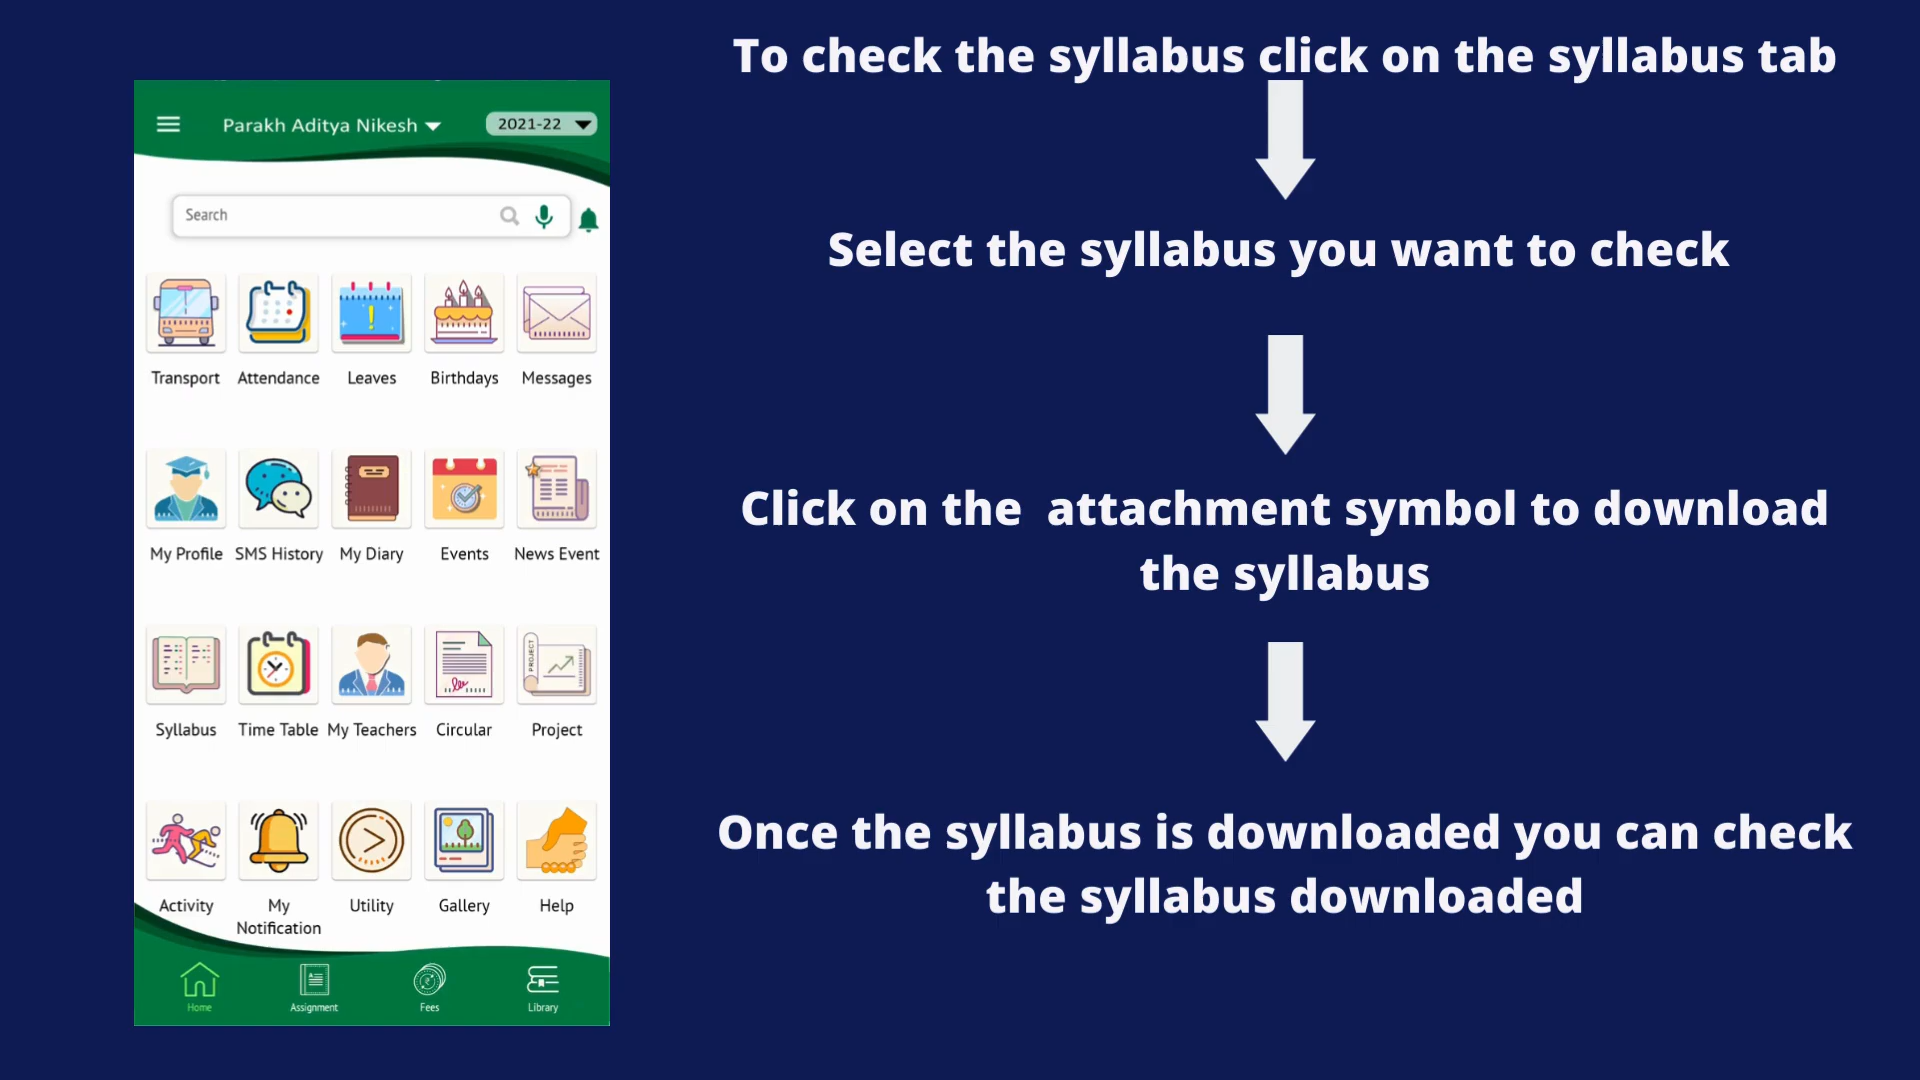 To check the syllabus click on the syllabus tab
Select the syllabus you want to check
Click on the attachment symbol to download
the syllabus
Once the syllabus is downloaded you can check
the syllabus downloaded
Parakh Aditya Nikesh
2021-22
Search
Transport
Attendance
Leaves
Birthdays
Messages
My Profile
SMS History
My Diary
Events
News Event
PROJECT
Syllabus
Time Table
My Teachers
Circular
Project
Activity
My
Notification
Utility
Gallery
Help
Home
Assignment
Fees
Library